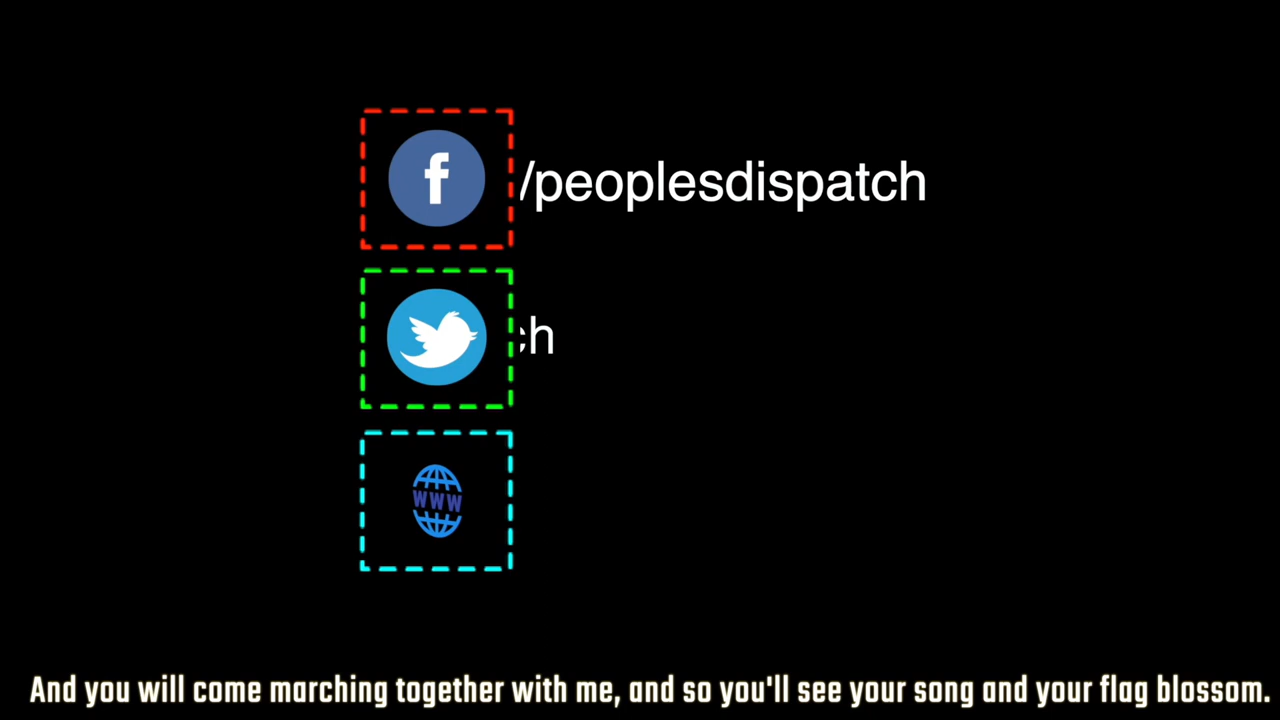 f /peoplesdispatch
ch
WWW
And you will come marching together with me, and so you'll see your song and your flag blossom.